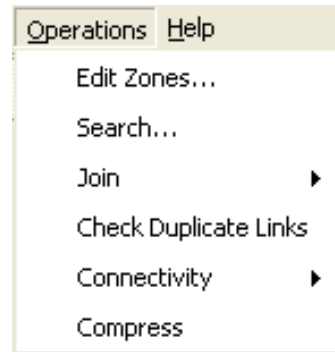 Operations Help
Edit Zones...
Search...
Join
Check Duplicate Links
Connectivity
Compress